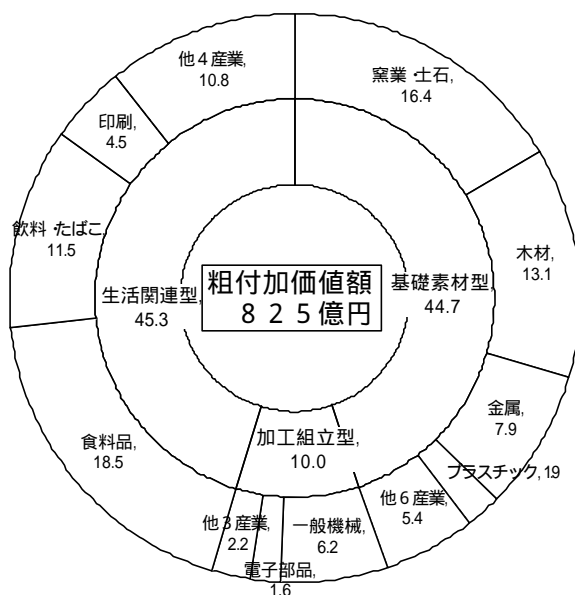 他4産業,
10.8
窯業・土石,
16.4
印刷,
4.5
飲料・たばこ,
11.5
木材,
13.1
生活関連型,
45.3
粗付加価値額
８２５億円
基礎素材型,
44.7
金属,
7.9
プラスチック, 1.9
食料品,
18.5
加工組立型,
10.0
他6産業,
5.4
他3産業,
2.2
一般機械,
6.2
電子部品,
1.6